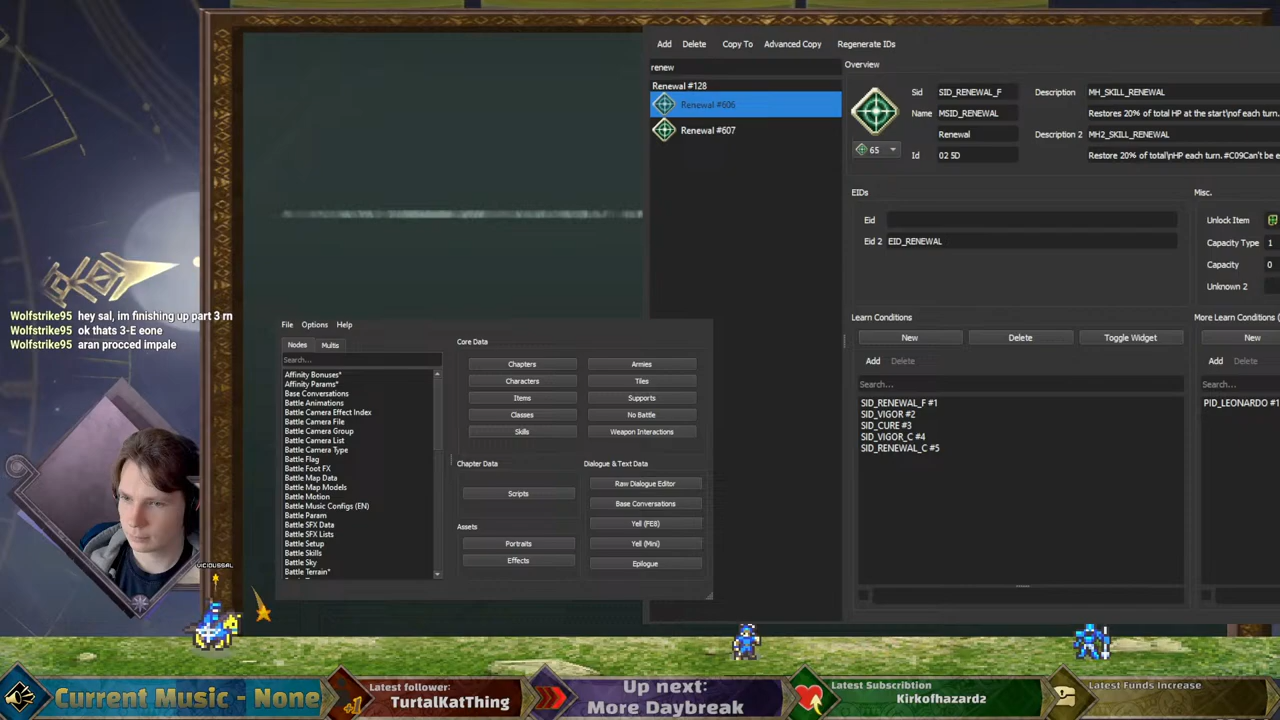 Add Delete Copy To Advanced Copy Regenerate IDs
renew
Renewal #128
Renewal #606
Renewal #607
Overview
Sid SID_RENEWAL_F Description MH_SKILL_RENEWAL
Name MSID_RENEWAL Restores 20% of total HP at the start\nof each turn.
Renewal Description 2 MH2_SKILL_RENEWAL
65 Id 02 5D Restore 20% of total\nHP each turn. #C09Can't be e
EIDs
Eid
Eid 2 EID_RENEWAL
Misc.
Unlock Item
Capacity Type 1
Capacity 0
Unknown 2
Learn Conditions
New Delete Toggle Widget
Add Delete
Search...
SID_RENEWAL_F #1
SID_VIGOR #2
SID_CURE #3
SID_VIGOR_C #4
SID_RENEWAL_C #5
More Learn Conditions (
New
Add Delete
Search...
PID_LEONARDO #1
Wolfstrike95 hey sal, im finishing up part 3 rn
Wolfstrike95 ok thats 3-E eone
Wolfstrike95 aran procced impale
File Options Help
Nodes Multis
Search...
Affinity Bonuses*
Affinity Params*
Base Conversations
Battle Animations
Battle Camera Effect Index
Battle Camera File
Battle Camera Group
Battle Camera List
Battle Camera Type
Battle Flag
Battle Foot FX
Battle Map Data
Battle Map Models
Battle Motion
Battle Music Configs (EN)
Battle Param
Battle SFX Data
Battle SFX Lists
Battle Setup
Battle Skills
Battle Sky
Battle Terrain*
Core Data
Chapters Armies
Characters Tiles
Items Supports
Classes No Battle
Skills Weapon Interactions
Chapter Data
Scripts
Assets
Portraits
Effects
Dialogue & Text Data
Raw Dialogue Editor
Base Conversations
Yell (FE8)
Yell (Mini)
Epilogue
VICIOUSSAL
Current Music - None
+1
Latest follower:
TurtalKatThing
Up next:
More Daybreak
Latest Subscribtion
Kirkofhazard2
Latest Funds Increase